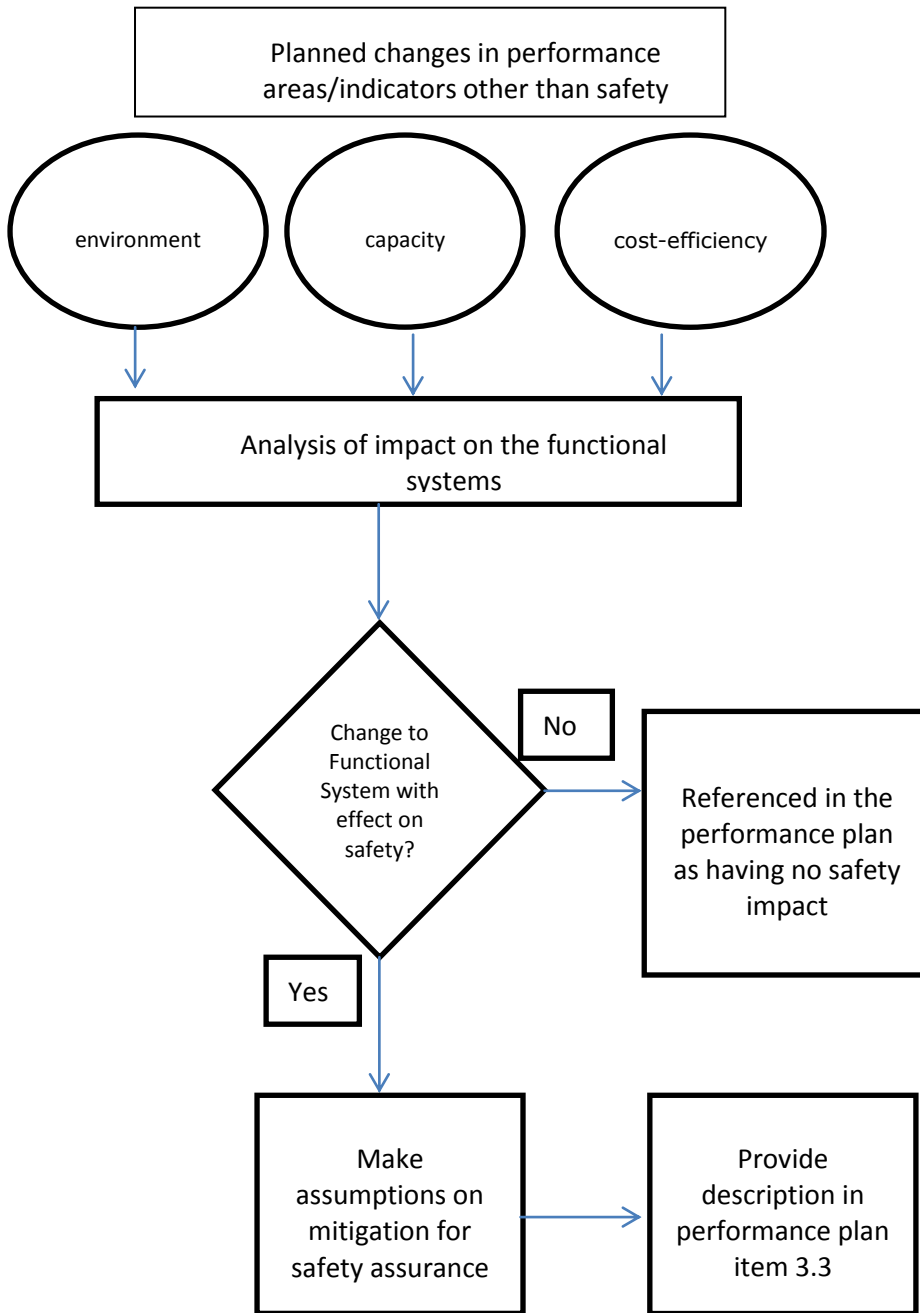 Planned changes in performance
areas/indicators other than safety
environment
capacity
cost-efficiency
Analysis of impact on the functional
systems
Change to
Functional
System with
effect on
safety?
No
Referenced in the
performance plan
as having no safety
impact
Yes
Make
assumptions on
mitigation for
safety assurance
Provide
description in
performance plan
item 3.3